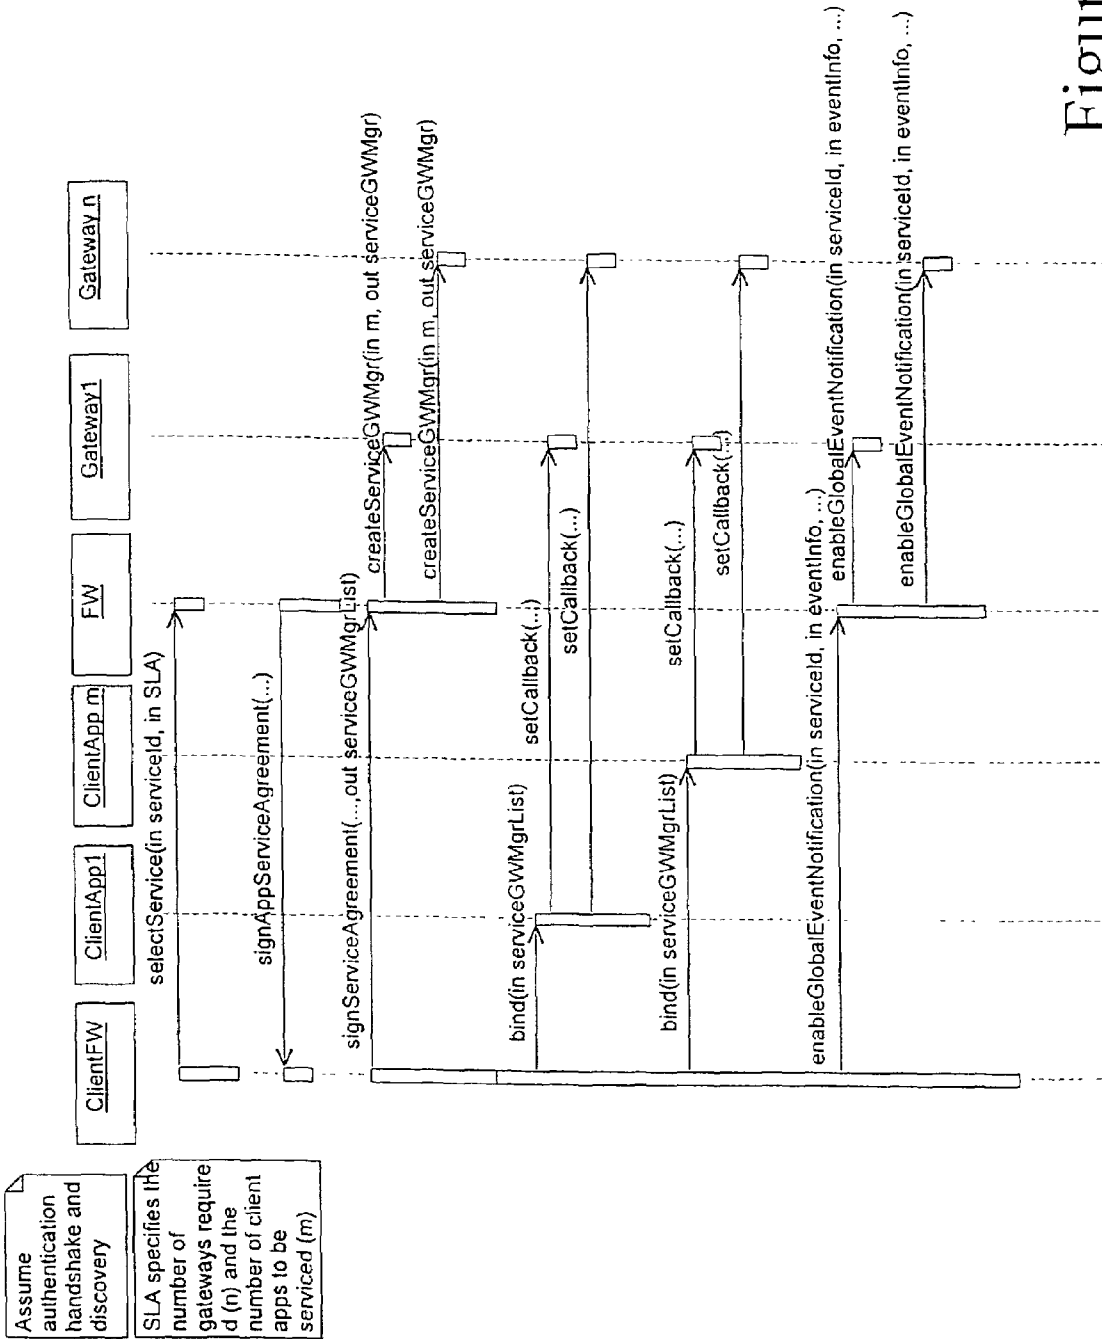 Assume
authentication
handshake and
discovery
SLA specifies the
number of
gateways require
d (n) and the
number of client
apps to be
serviced (m)
ClientFW
ClientApp1
ClientApp m
FW
Gateway1
Gateway n
selectService(in serviceId, in SLA)
signAppServiceAgreement(...)
signServiceAgreement(...,out serviceGWMgrList)
createServiceGWMgr(in m, out serviceGWMgr)
createServiceGWMgr(in m, out serviceGWMgr)
bind(in serviceGWMgrList)
setCallback(...)
setCallback(...)
bind(in serviceGWMgrList)
setCallback(...)
setCallback(...)
enableGlobalEventNotification(in serviceId, in eventInfo, ...)
enableGlobalEventNotification(in serviceId, in eventInfo, ...)
enableGlobalEventNotification(in serviceId, in eventInfo, ...)